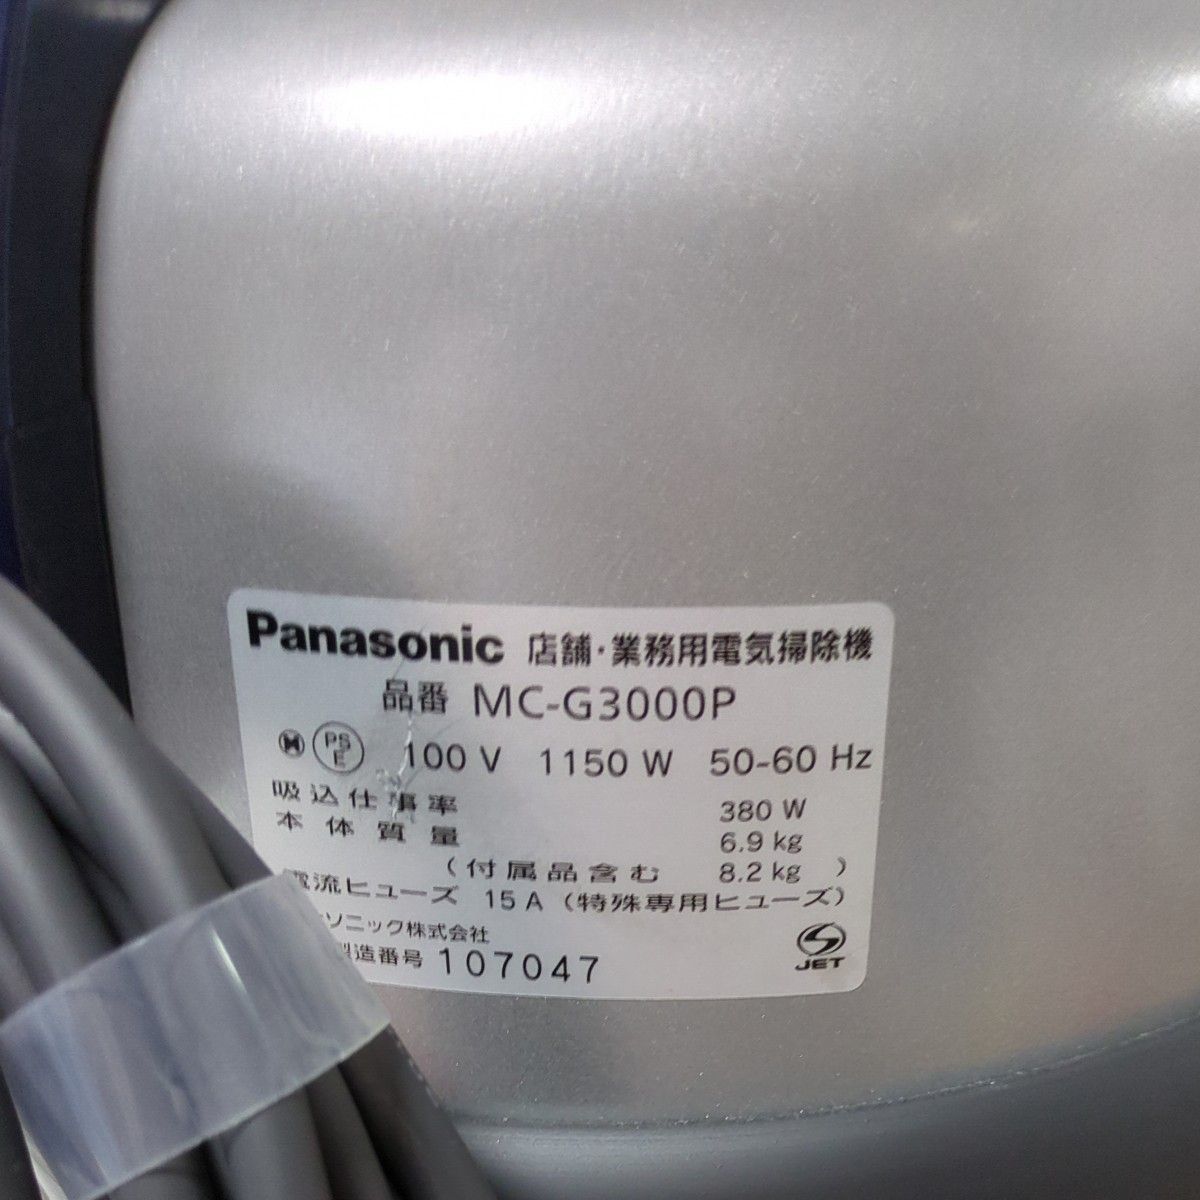 Panasonic 店舗・業務用電気掃除機
品番 MC-G3000P
PS E 100 V 1150 W 50-60 Hz
吸込仕事率 380 W
本体質量 6.9 kg
(付属品含む 8.2 kg )
電流ヒューズ 15 A (特殊専用ヒューズ)
ソニック株式会社
製造番号 107047
JET